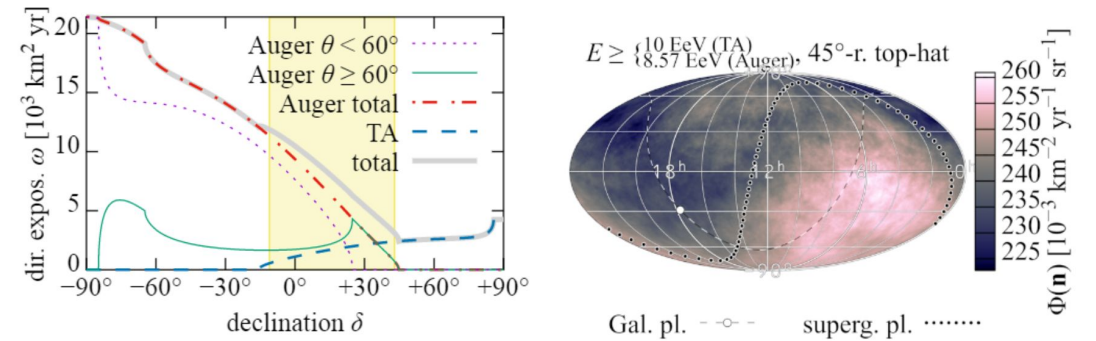 dir. expos. ω [10³ km² yr]
20
15
10
5
0
Auger θ < 60°
Auger θ ≥ 60°
Auger total
TA
total
−90° −60° −30° 0° +30° +60° +90°
declination δ
E ≥ {10 EeV (TA)
{8.57 EeV (Auger), 45°-r. top-hat
18h 12h 0h
−90°
260
255
250
245
240
235
230
225
Φ(n) [10⁻³ km⁻² yr⁻¹ sr⁻¹]
Gal. pl. superg. pl.